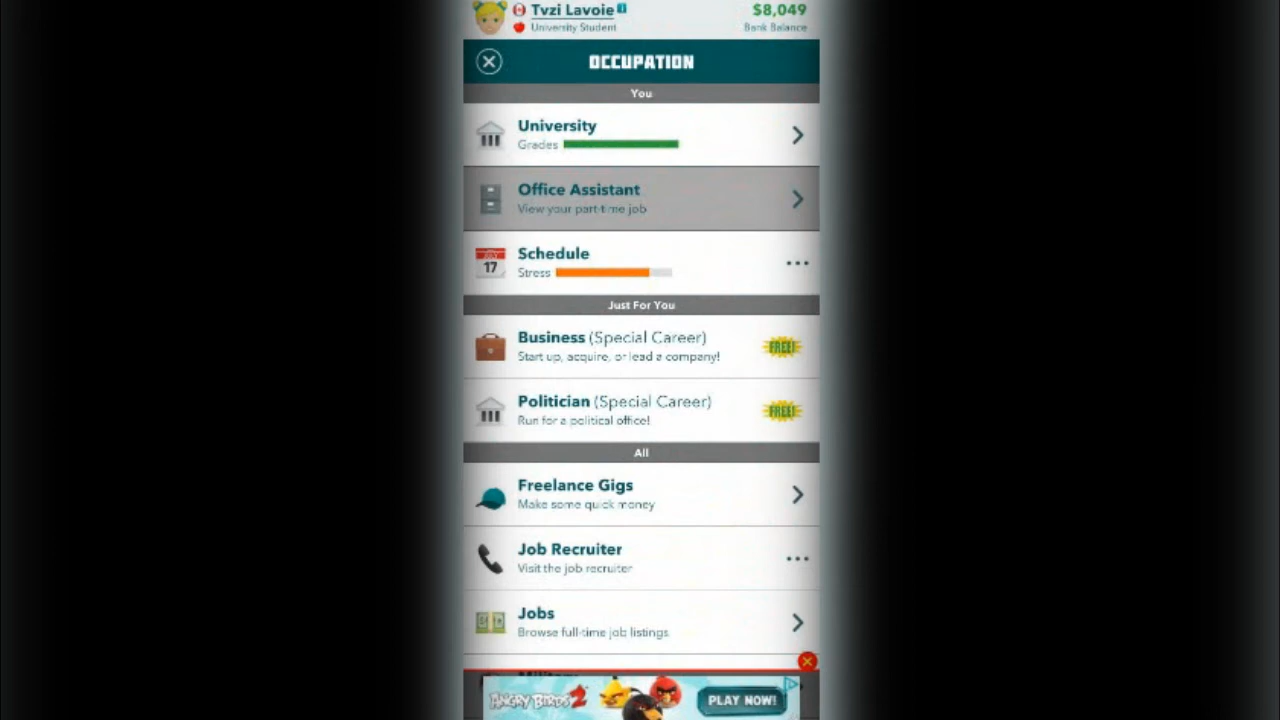 Tvzi Lavoie
$8,049
University Student
Bank Balance
OCCUPATION
You
University
Grades
Office Assistant
View your part-time job
JULY
17
Schedule
Stress
Just For You
Business (Special Career)
Start up, acquire, or lead a company!
FREE!
Politician (Special Career)
Run for a political office!
FREE!
All
Freelance Gigs
Make some quick money
Job Recruiter
Visit the job recruiter
Jobs
Browse full-time job listings
Military
ANGRY BIRDS 2
PLAY NOW!